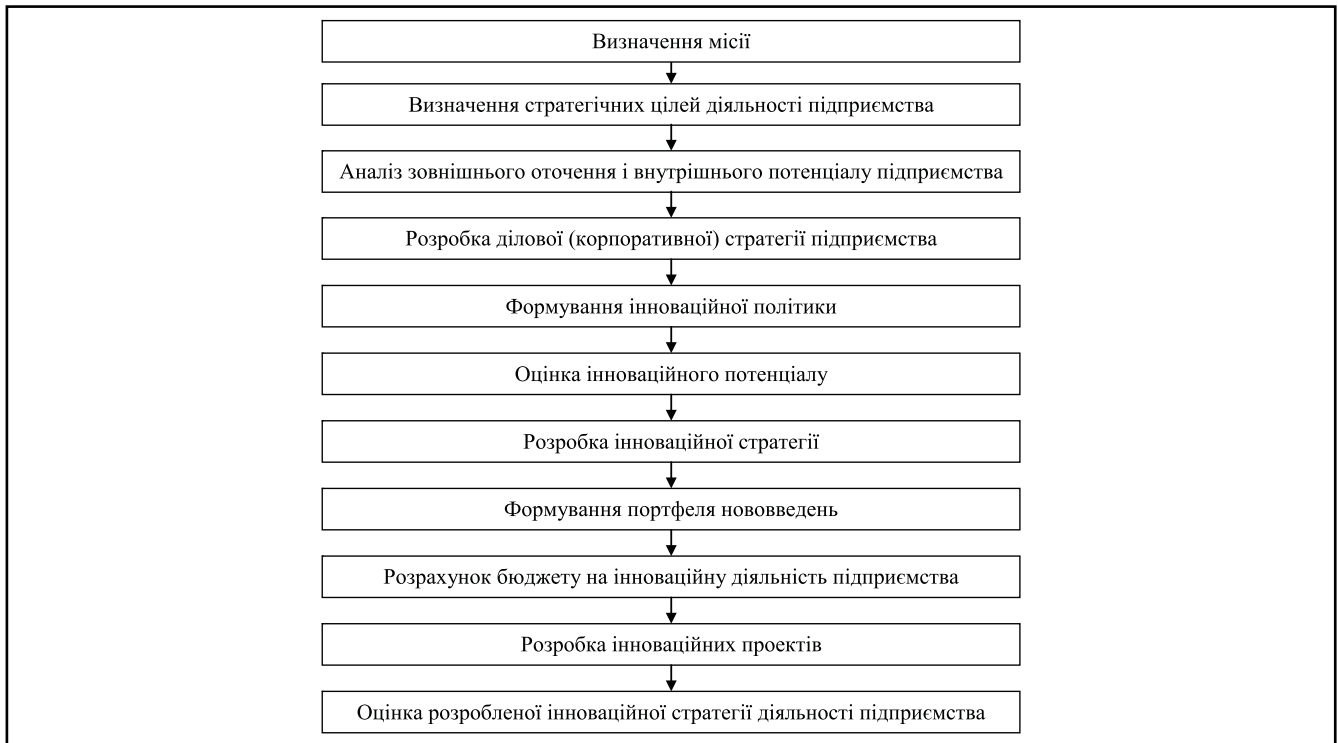 Визначення місії
Визначення стратегічних цілей діяльності підприємства
Аналіз зовнішнього оточення і внутрішнього потенціалу підприємства
Розробка ділової (корпоративної) стратегії підприємства
Формування інноваційної політики
Оцінка інноваційного потенціалу
Розробка інноваційної стратегії
Формування портфеля нововведень
Розрахунок бюджету на інноваційну діяльність підприємства
Розробка інноваційних проектів
Оцінка розробленої інноваційної стратегії діяльності підприємства